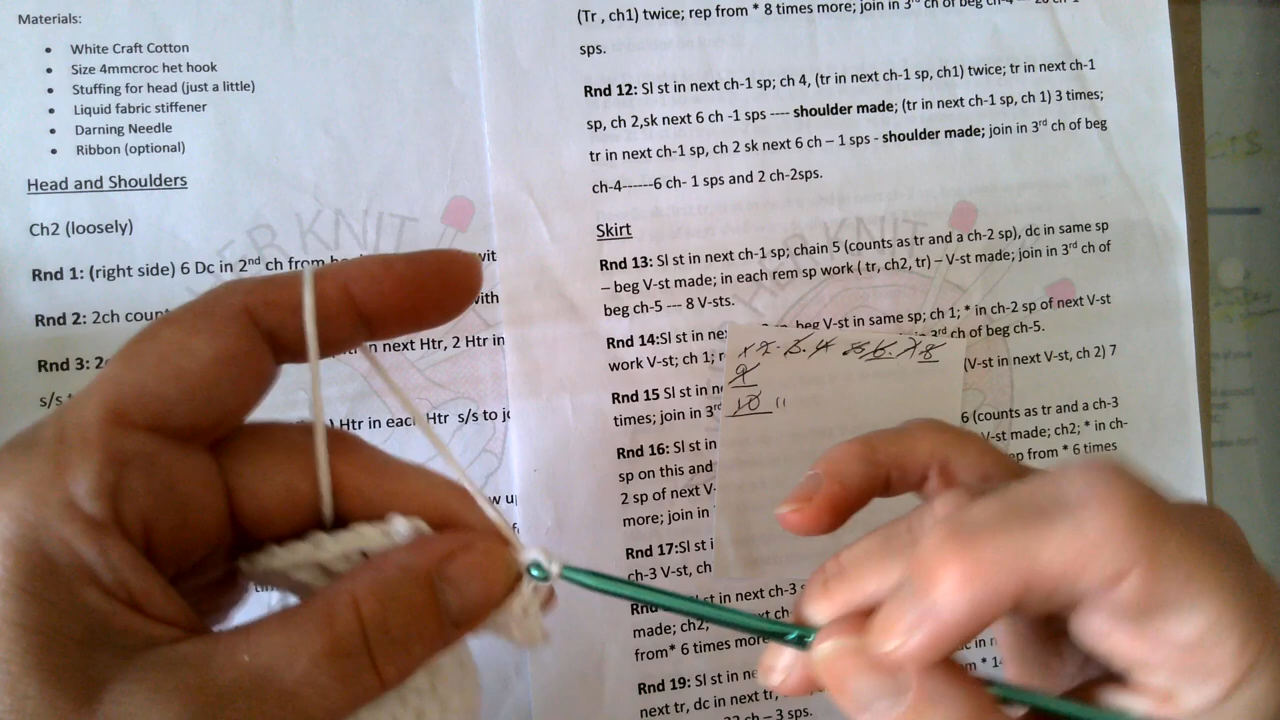 Materials:
White Craft Cotton
Size 4mmcroc het hook
Stuffing for head (just a little)
Liquid fabric stiffener
Darning Needle
Ribbon (optional)
Head and Shoulders
Ch2 (loosely)
Rnd 1: (right side) 6 Dc in 2nd ch from
Rnd 2: 2ch
Rnd 3:
n next Htr, 2 Htr in
Htr in each Htr s/s to
(Tr , ch1) twice; rep from * 8 times more; join in 3rd ch of beg
sps.
Rnd 12: Sl st in next ch-1 sp; ch 4, (tr in next ch-1 sp, ch1) twice; tr in next ch-1
sp, ch 2,sk next 6 ch -1 sps ---- shoulder made; (tr in next ch-1 sp, ch 1) 3 times;
tr in next ch-1 sp, ch 2 sk next 6 ch – 1 sps - shoulder made; join in 3rd ch of beg
ch-4------6 ch- 1 sps and 2 ch-2sps.
Skirt
Rnd 13: Sl st in next ch-1 sp; chain 5 (counts as tr and a ch-2 sp), dc in same sp
– beg V-st made; in each rem sp work ( tr, ch2, tr) – V-st made; join in 3rd ch of
beg ch-5 --- 8 V-sts.
Rnd 14:Sl st in beg V-st in same sp; ch 1; * in ch-2 sp of next V-st
work V-st; ch 1; 3rd ch of beg ch-5.
Rnd 15 Sl st in (V-st in next V-st, ch 2) 7
times; join in 3rd
Rnd 16: Sl st in 6 (counts as tr and a ch-3
sp on this and V-st made; ch2; * in ch-
2 sp of next V- rep from * 6 times
more; join in
Rnd 17:Sl st
ch-3 V-st, ch
st in next ch-3
made; ch2; ch-
from* 6 times more
Rnd 19: Sl st in
next tr, dc in next tr,
ch – 3 sps.
9
10 11